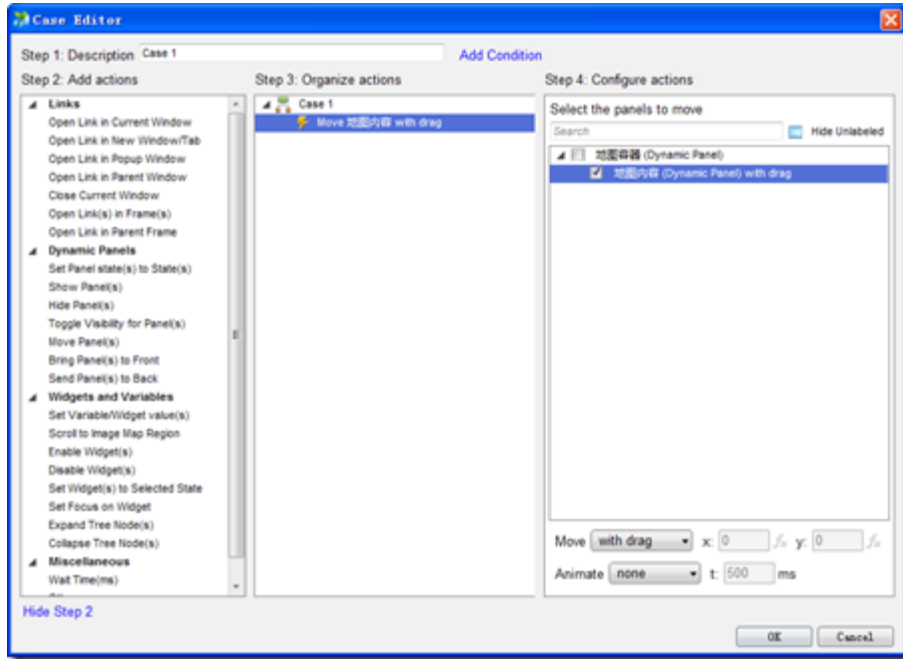 Case Editor
Step 1: Description Case 1 Add Condition
Step 2: Add actions
Links
Open Link in Current Window
Open Link in New Window/Tab
Open Link in Popup Window
Open Link in Parent Window
Close Current Window
Open Link(s) in Frame(s)
Open Link in Parent Frame
Dynamic Panels
Set Panel state(s) to State(s)
Show Panel(s)
Hide Panel(s)
Toggle Visibility for Panel(s)
Move Panel(s)
Bring Panel(s) to Front
Send Panel(s) to Back
Widgets and Variables
Set Variable/Widget value(s)
Scroll to Image Map Region
Enable Widget(s)
Disable Widget(s)
Set Widget(s) to Selected State
Set Focus on Widget
Expand Tree Node(s)
Collapse Tree Node(s)
Miscellaneous
Wait Time(ms)
Hide Step 2
Step 3: Organize actions
Case 1
Move 地图内容 with drag
Step 4: Configure actions
Select the panels to move
Search Hide Unlabeled
地图容器 (Dynamic Panel)
地图内容 (Dynamic Panel) with drag
Move with drag x: 0 fx y: 0 fx
Animate none t: 500 ms
OK Cancel